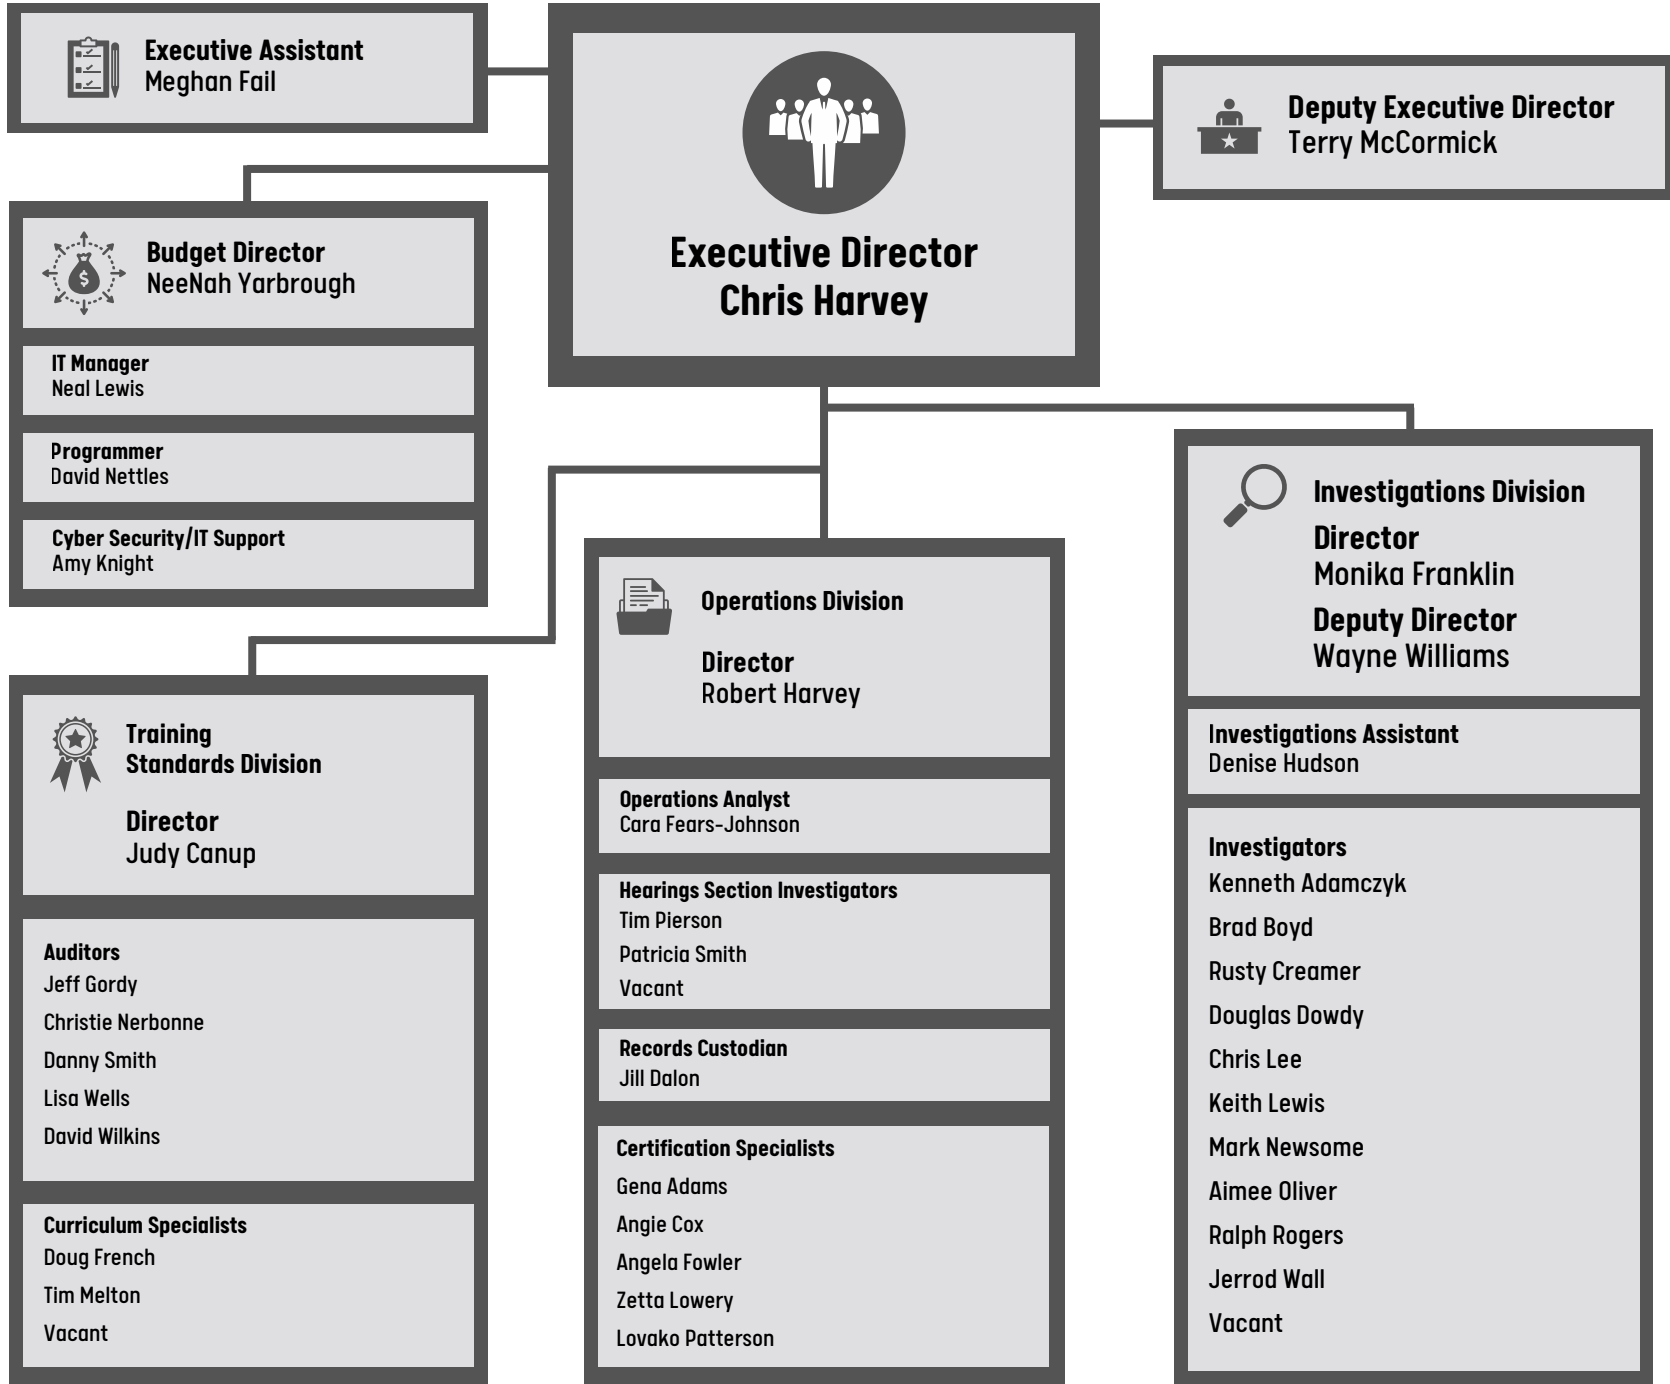 Executive Assistant
Meghan Fail
Executive Director
Chris Harvey
Deputy Executive Director
Terry McCormick
Budget Director
NeeNah Yarbrough
$
IT Manager
Neal Lewis
Programmer
David Nettles
Cyber Security/IT Support
Amy Knight
Training
Standards Division
Director
Judy Canup
Auditors
Jeff Gordy
Christie Nerbonne
Danny Smith
Lisa Wells
David Wilkins
Curriculum Specialists
Doug French
Tim Melton
Vacant
Operations Division
Director
Robert Harvey
Operations Analyst
Cara Fears-Johnson
Hearings Section Investigators
Tim Pierson
Patricia Smith
Vacant
Records Custodian
Jill Dalon
Certification Specialists
Gena Adams
Angie Cox
Angela Fowler
Zetta Lowery
Lovako Patterson
Investigations Division
Director
Monika Franklin
Deputy Director
Wayne Williams
Investigations Assistant
Denise Hudson
Investigators
Kenneth Adamczyk
Brad Boyd
Rusty Creamer
Douglas Dowdy
Chris Lee
Keith Lewis
Mark Newsome
Aimee Oliver
Ralph Rogers
Jerrod Wall
Vacant